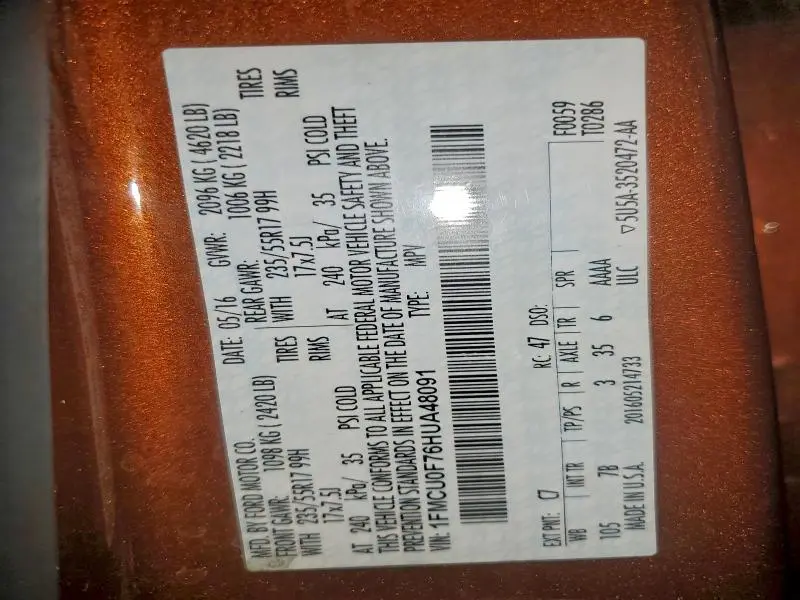 MFD. BY FORD MOTOR CO.
DATE: 05/16 GVWR: 2096 KG ( 4620 LB)
FRONT GAWR: 1098 KG ( 2420 LB) REAR GAWR: 1006 KG ( 2218 LB)
WITH 235/55R17 99H TIRES WITH 235/55R17 99H TIRES
17x7.5J RIMS 17x7.5J RIMS
AT 240 kPa/ 35 PSI COLD AT 240 kPa/ 35 PSI COLD
THIS VEHICLE CONFORMS TO ALL APPLICABLE FEDERAL MOTOR VEHICLE SAFETY AND THEFT
PREVENTION STANDARDS IN EFFECT ON THE DATE OF MANUFACTURE SHOWN ABOVE.
VIN: 1FMCU0F76HUA48091 TYPE: MPV
EXT PNT: RC: 47 DSO: F0059
WB INT TR TP/PS R AXLE TR SPR T0286
105 7B 3 35 6 AAAA
ULC
MADE IN U.S.A. 201605214733 ▽5U5A-3520472-AA